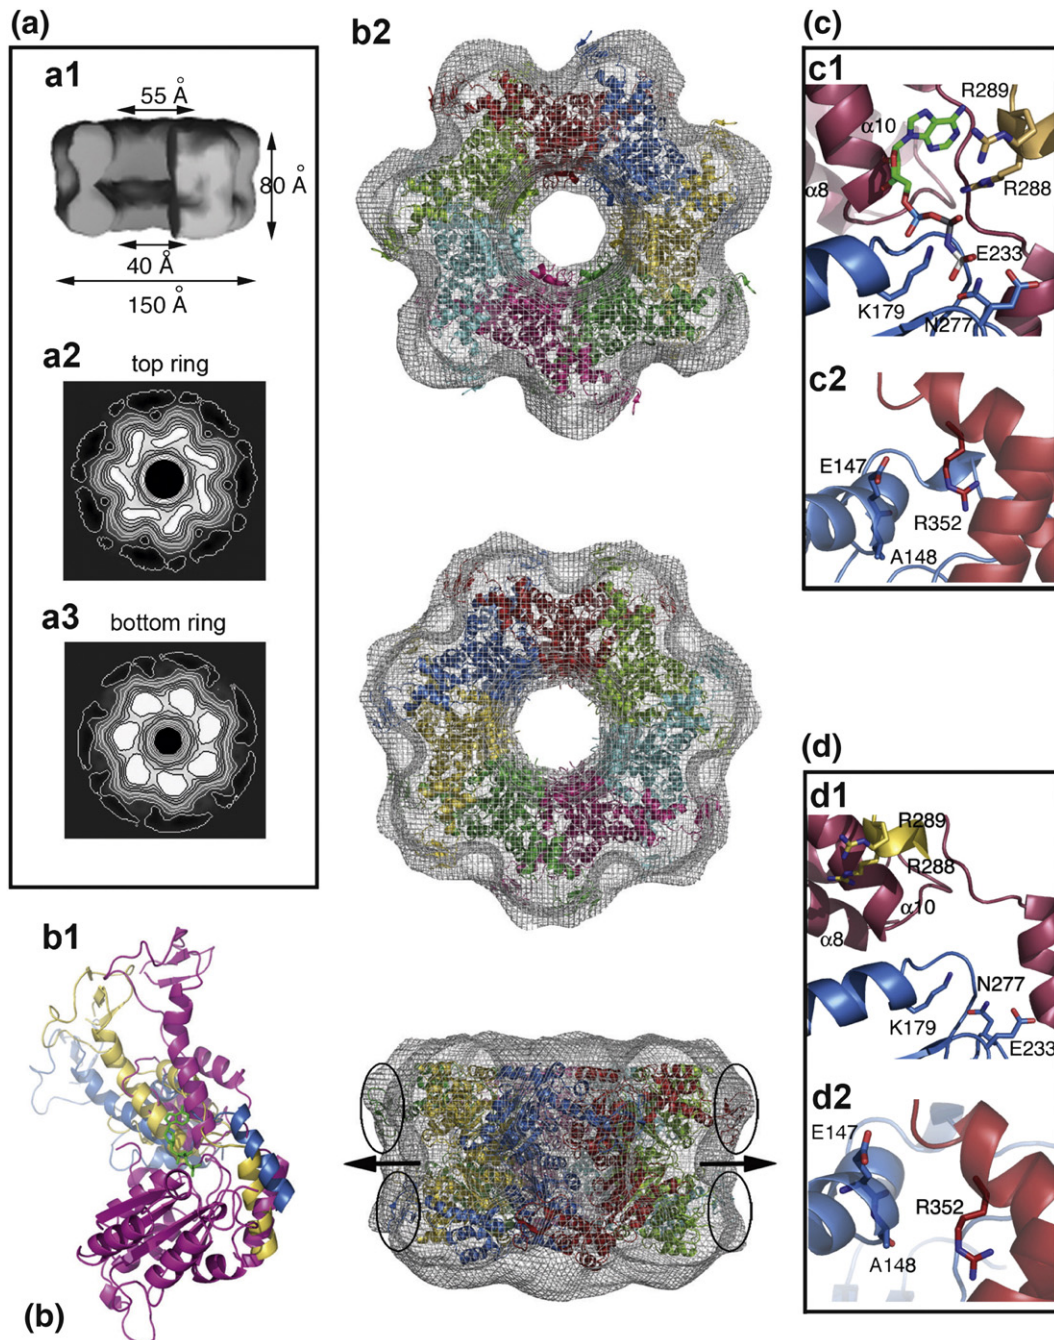 (a)
a1
55 Å
80 Å
40 Å
150 Å
a2
top ring
a3
bottom ring
b1
(b)
b2
(c)
c1
R289
α10
α8
R288
E233
K179
N277
c2
E147
R352
A148
(d)
d1
R289
R288
α10
α8
N277
K179
E233
d2
E147
R352
A148